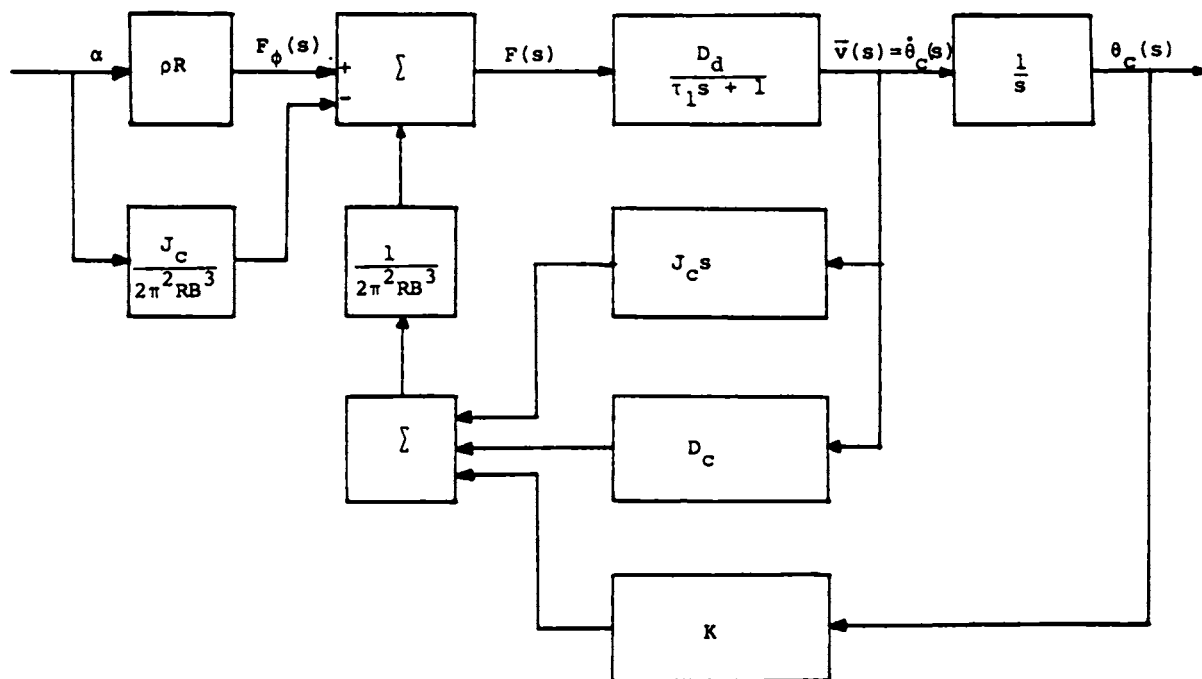 α
ρR
F_ϕ(s)
+
-
Σ
F(s)
D_d
τ_1s + 1
v̅(s)=θ̇_c(s)
1
s
θ_c(s)
J_c
2π²RB³
1
2π²RB³
J_cs
Σ
D_c
K